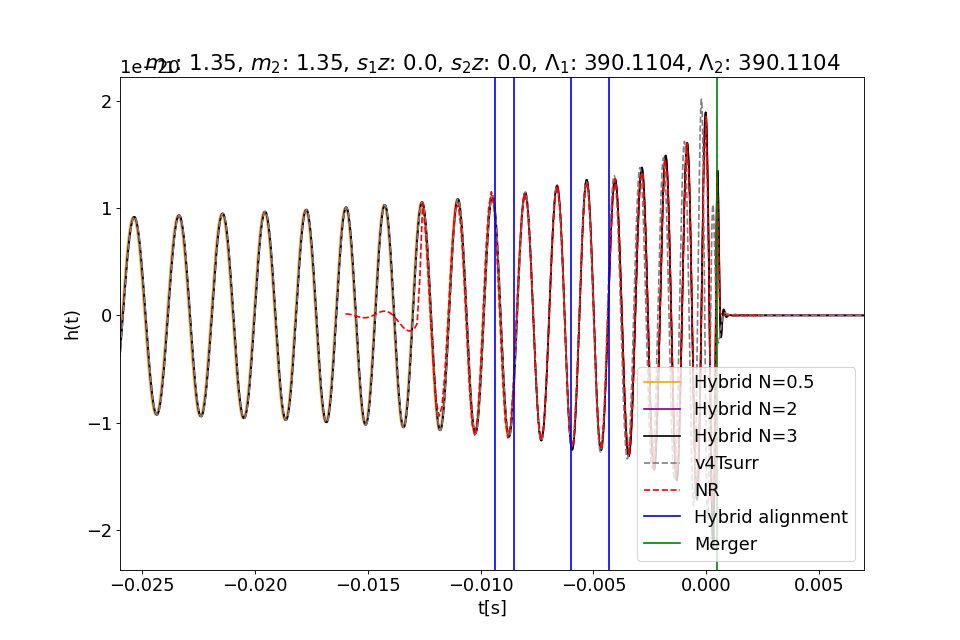 1e−20
m₁: 1.35, m₂: 1.35, s₁z: 0.0, s₂z: 0.0, Λ₁: 390.1104, Λ₂: 390.1104
2
1
0
−1
−2
h(t)
Hybrid N=0.5
Hybrid N=2
Hybrid N=3
v4Tsurr
NR
Hybrid alignment
Merger
−0.025
−0.020
−0.015
−0.010
−0.005
0.000
0.005
t[s]